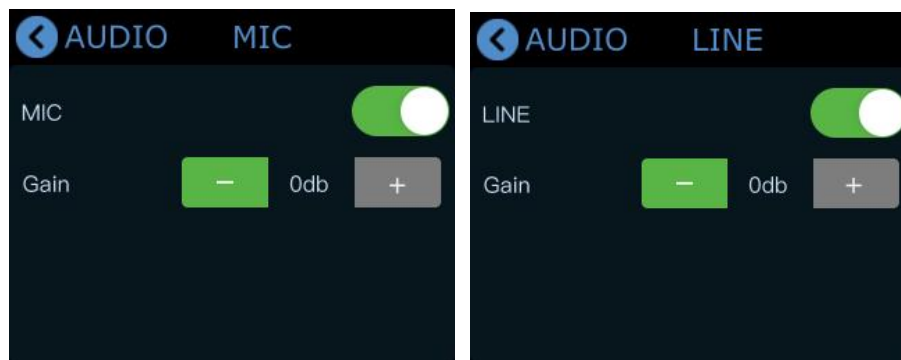 AUDIO MIC
MIC
Gain − 0db +
AUDIO LINE
LINE
Gain − 0db +